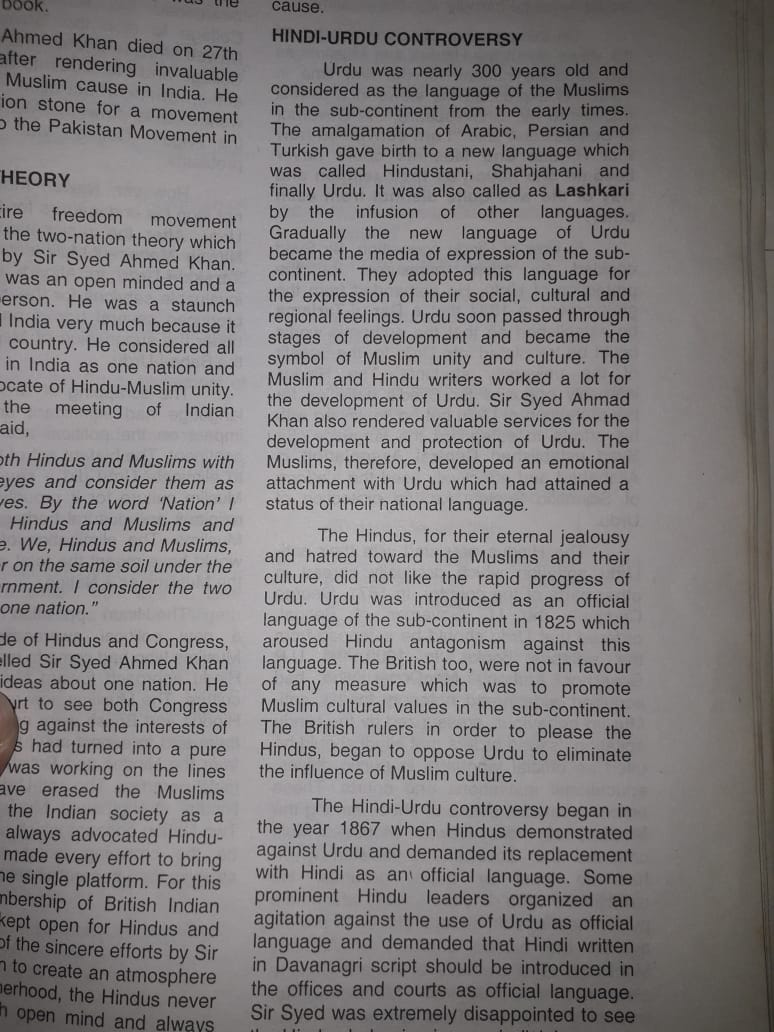 book.
Ahmed Khan died on 27th
after rendering invaluable
Muslim cause in India. He
ion stone for a movement
the Pakistan Movement in
HEORY
ire freedom movement
the two-nation theory which
by Sir Syed Ahmed Khan.
was an open minded and a
erson. He was a staunch
India very much because it
country. He considered all
in India as one nation and
ocate of Hindu-Muslim unity.
the meeting of Indian
aid,
oth Hindus and Muslims with
eyes and consider them as
yes. By the word ‘Nation’ I
Hindus and Muslims and
e. We, Hindus and Muslims,
r on the same soil under the
rnment. I consider the two
one nation.”
de of Hindus and Congress,
elled Sir Syed Ahmed Khan
ideas about one nation. He
urt to see both Congress
g against the interests of
s had turned into a pure
was working on the lines
ave erased the Muslims
the Indian society as a
always advocated Hindu-
made every effort to bring
ne single platform. For this
mbership of British Indian
kept open for Hindus and
of the sincere efforts by Sir
n to create an atmosphere
herhood, the Hindus never
h open mind and always
cause.
HINDI-URDU CONTROVERSY
Urdu was nearly 300 years old and
considered as the language of the Muslims
in the sub-continent from the early times.
The amalgamation of Arabic, Persian and
Turkish gave birth to a new language which
was called Hindustani, Shahjahani and
finally Urdu. It was also called as Lashkari
by the infusion of other languages.
Gradually the new language of Urdu
became the media of expression of the sub-
continent. They adopted this language for
the expression of their social, cultural and
regional feelings. Urdu soon passed through
stages of development and became the
symbol of Muslim unity and culture. The
Muslim and Hindu writers worked a lot for
the development of Urdu. Sir Syed Ahmad
Khan also rendered valuable services for the
development and protection of Urdu. The
Muslims, therefore, developed an emotional
attachment with Urdu which had attained a
status of their national language.
The Hindus, for their eternal jealousy
and hatred toward the Muslims and their
culture, did not like the rapid progress of
Urdu. Urdu was introduced as an official
language of the sub-continent in 1825 which
aroused Hindu antagonism against this
language. The British too, were not in favour
of any measure which was to promote
Muslim cultural values in the sub-continent.
The British rulers in order to please the
Hindus, began to oppose Urdu to eliminate
the influence of Muslim culture.
The Hindi-Urdu controversy began in
the year 1867 when Hindus demonstrated
against Urdu and demanded its replacement
with Hindi as an official language. Some
prominent Hindu leaders organized an
agitation against the use of Urdu as official
language and demanded that Hindi written
in Davanagri script should be introduced in
the offices and courts as official language.
Sir Syed was extremely disappointed to see